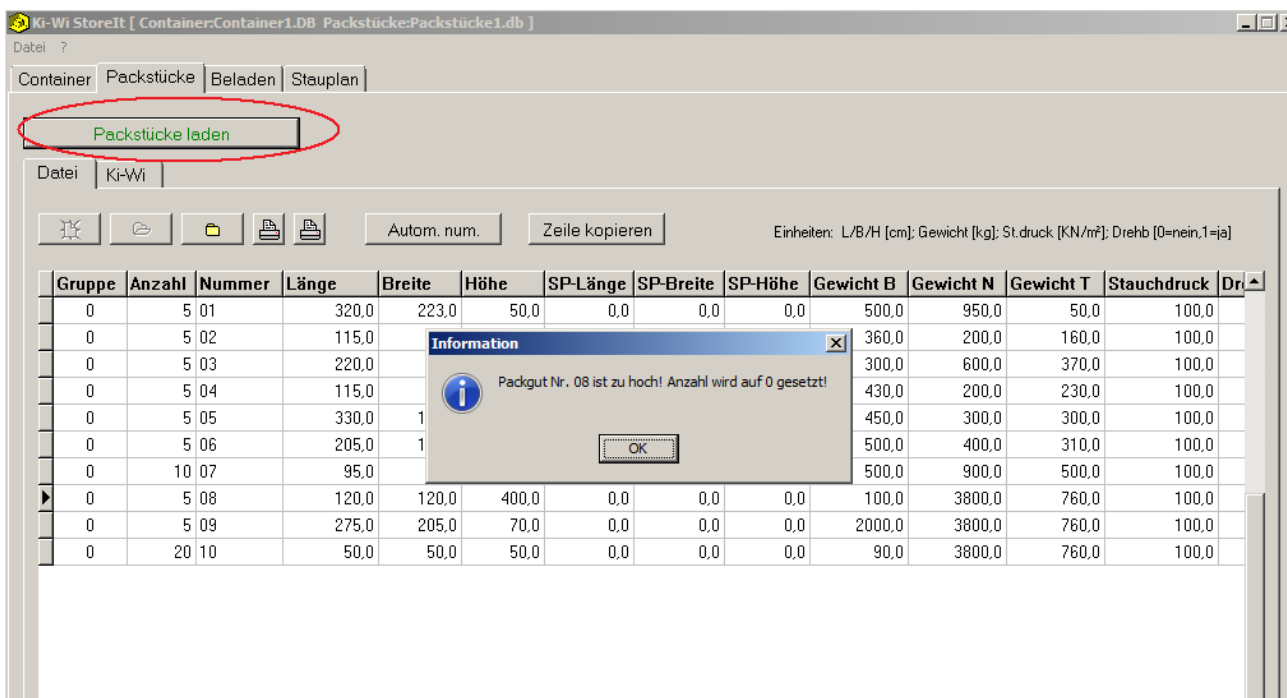 Ki-Wi StoreIt [ Container:Container1.DB Packstücke:Packstücke1.db ]
Datei ?
Container Packstücke Beladen Stauplan
Packstücke laden
Datei Ki-Wi
Autom. num. Zeile kopieren Einheiten: L/B/H [cm]; Gewicht [kg]; St.druck [KN/m²]; Drehb [0=nein,1=ja]
Gruppe Anzahl Nummer Länge Breite Höhe SP-Länge SP-Breite SP-Höhe Gewicht B Gewicht N Gewicht T Stauchdruck
0 5 01 320,0 223,0 50,0 0,0 0,0 0,0 500,0 950,0 50,0 100,0
0 5 02 115,0 360,0 200,0 160,0 100,0
0 5 03 220,0 300,0 600,0 370,0 100,0
0 5 04 115,0 430,0 200,0 230,0 100,0
0 5 05 330,0 1 450,0 300,0 300,0 100,0
0 5 06 205,0 1 500,0 400,0 310,0 100,0
0 10 07 95,0 500,0 900,0 500,0 100,0
0 5 08 120,0 120,0 400,0 0,0 0,0 0,0 100,0 3800,0 760,0 100,0
0 5 09 275,0 205,0 70,0 0,0 0,0 0,0 2000,0 3800,0 760,0 100,0
0 20 10 50,0 50,0 50,0 0,0 0,0 0,0 90,0 3800,0 760,0 100,0
Information
Packgut Nr. 08 ist zu hoch! Anzahl wird auf 0 gesetzt!
OK